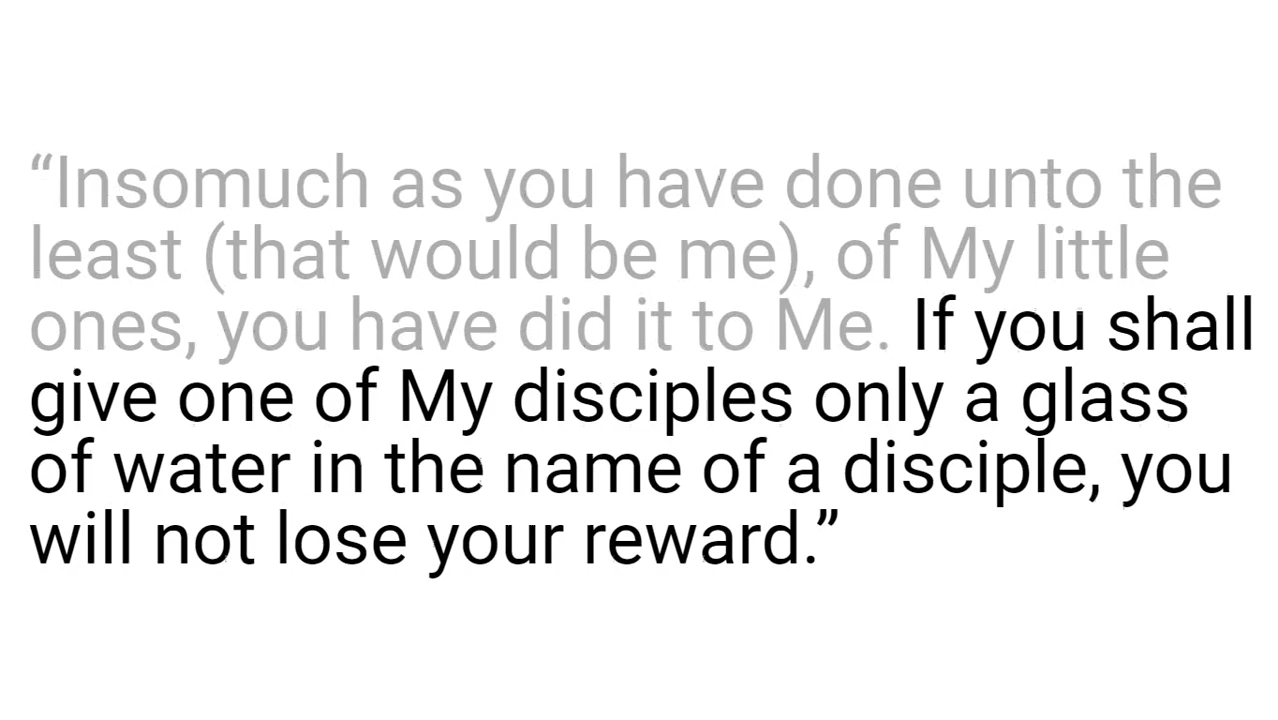 “Insomuch as you have done unto the
least (that would be me), of My little
ones, you have did it to Me. If you shall
give one of My disciples only a glass
of water in the name of a disciple, you
will not lose your reward.”